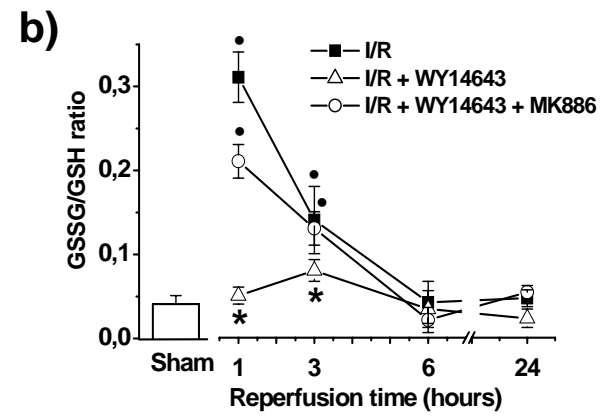 b)
I/R
I/R + WY14643
I/R + WY14643 + MK886
GSSG/GSH ratio
0,3
0,2
0,1
0,0
*
*
Sham
1
3
6
24
Reperfusion time (hours)